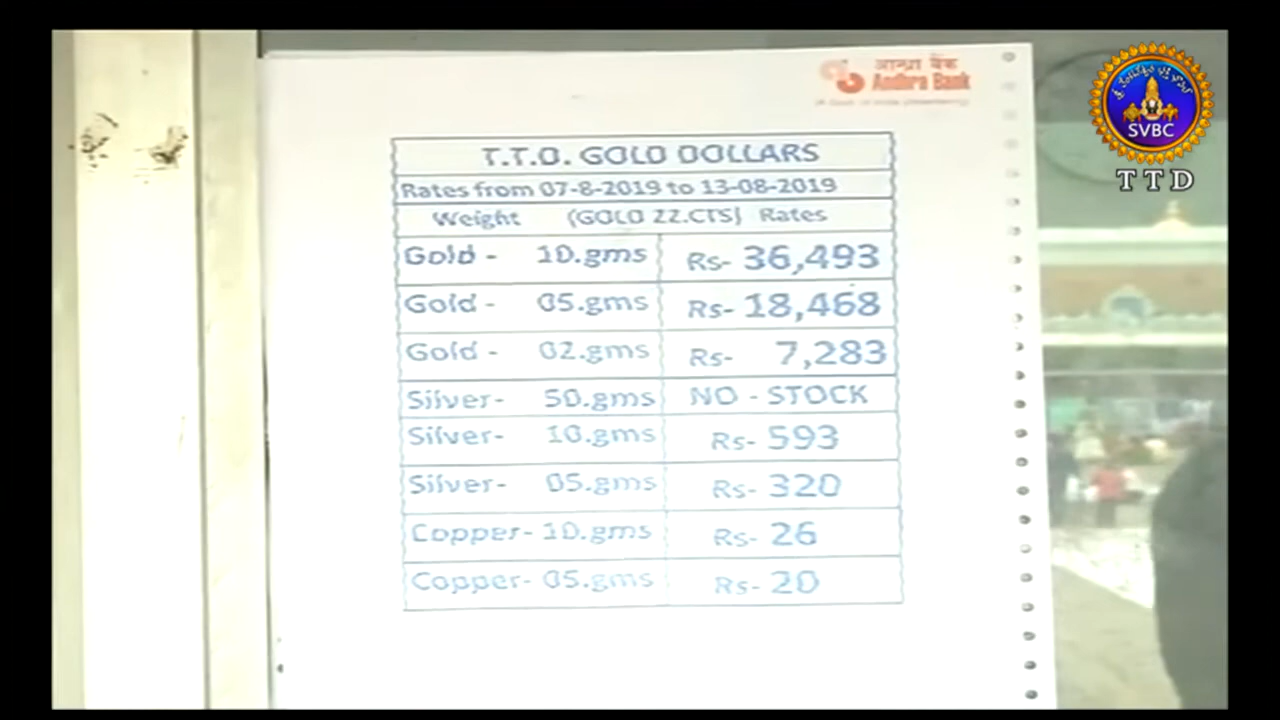 आन्ध्रा बैंक
Andhra Bank
T.T.D. GOLD DOLLARS
Rates from 07-8-2019 to 13-08-2019
Weight (GOLD 22.CTS) Rates
Gold - 10.gms Rs- 36,493
Gold - 05.gms Rs- 18,468
Gold - 02.gms Rs- 7,283
Silver- 50.gms NO - STOCK
Silver- 10.gms Rs- 593
Silver- 05.gms Rs- 320
Copper- 10.gms Rs- 26
Copper- 05.gms Rs- 20
SVBC
TTD